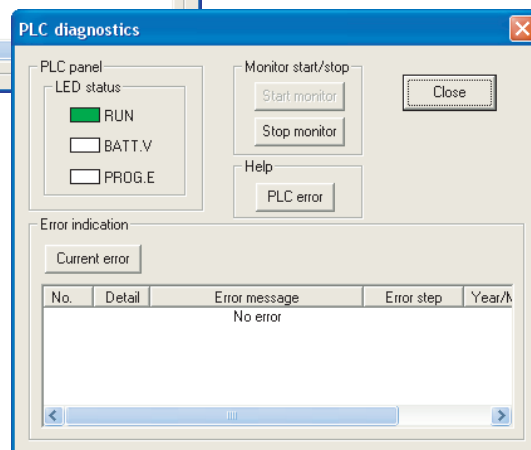 PLC diagnostics
PLC panel
LED status
RUN
BATT.V
PROG.E
Monitor start/stop
Start monitor
Stop monitor
Close
Help
PLC error
Error indication
Current error
No. Detail Error message Error step Year/M
No error